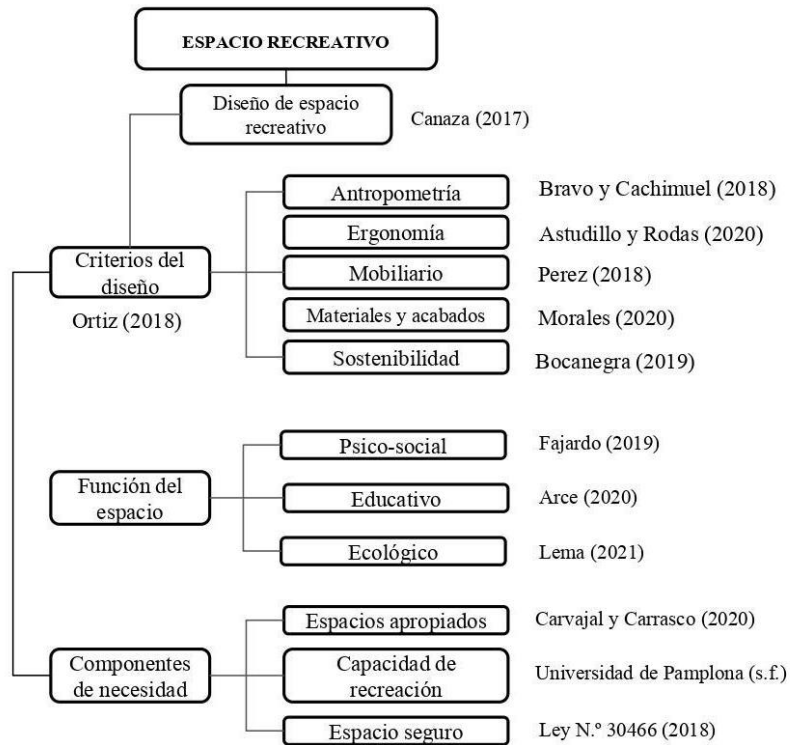 ESPACIO RECREATIVO
Diseño de espacio
recreativo
Canaza (2017)
Antropometría
Bravo y Cachimuel (2018)
Ergonomía
Astudillo y Rodas (2020)
Criterios del
diseño
Ortiz (2018)
Mobiliario
Perez (2018)
Materiales y acabados
Morales (2020)
Sostenibilidad
Bocanegra (2019)
Función del
espacio
Psico-social
Fajardo (2019)
Educativo
Arce (2020)
Ecológico
Lema (2021)
Componentes
de necesidad
Espacios apropiados
Carvajal y Carrasco (2020)
Capacidad de
recreación
Universidad de Pamplona (s.f.)
Espacio seguro
Ley N.º 30466 (2018)